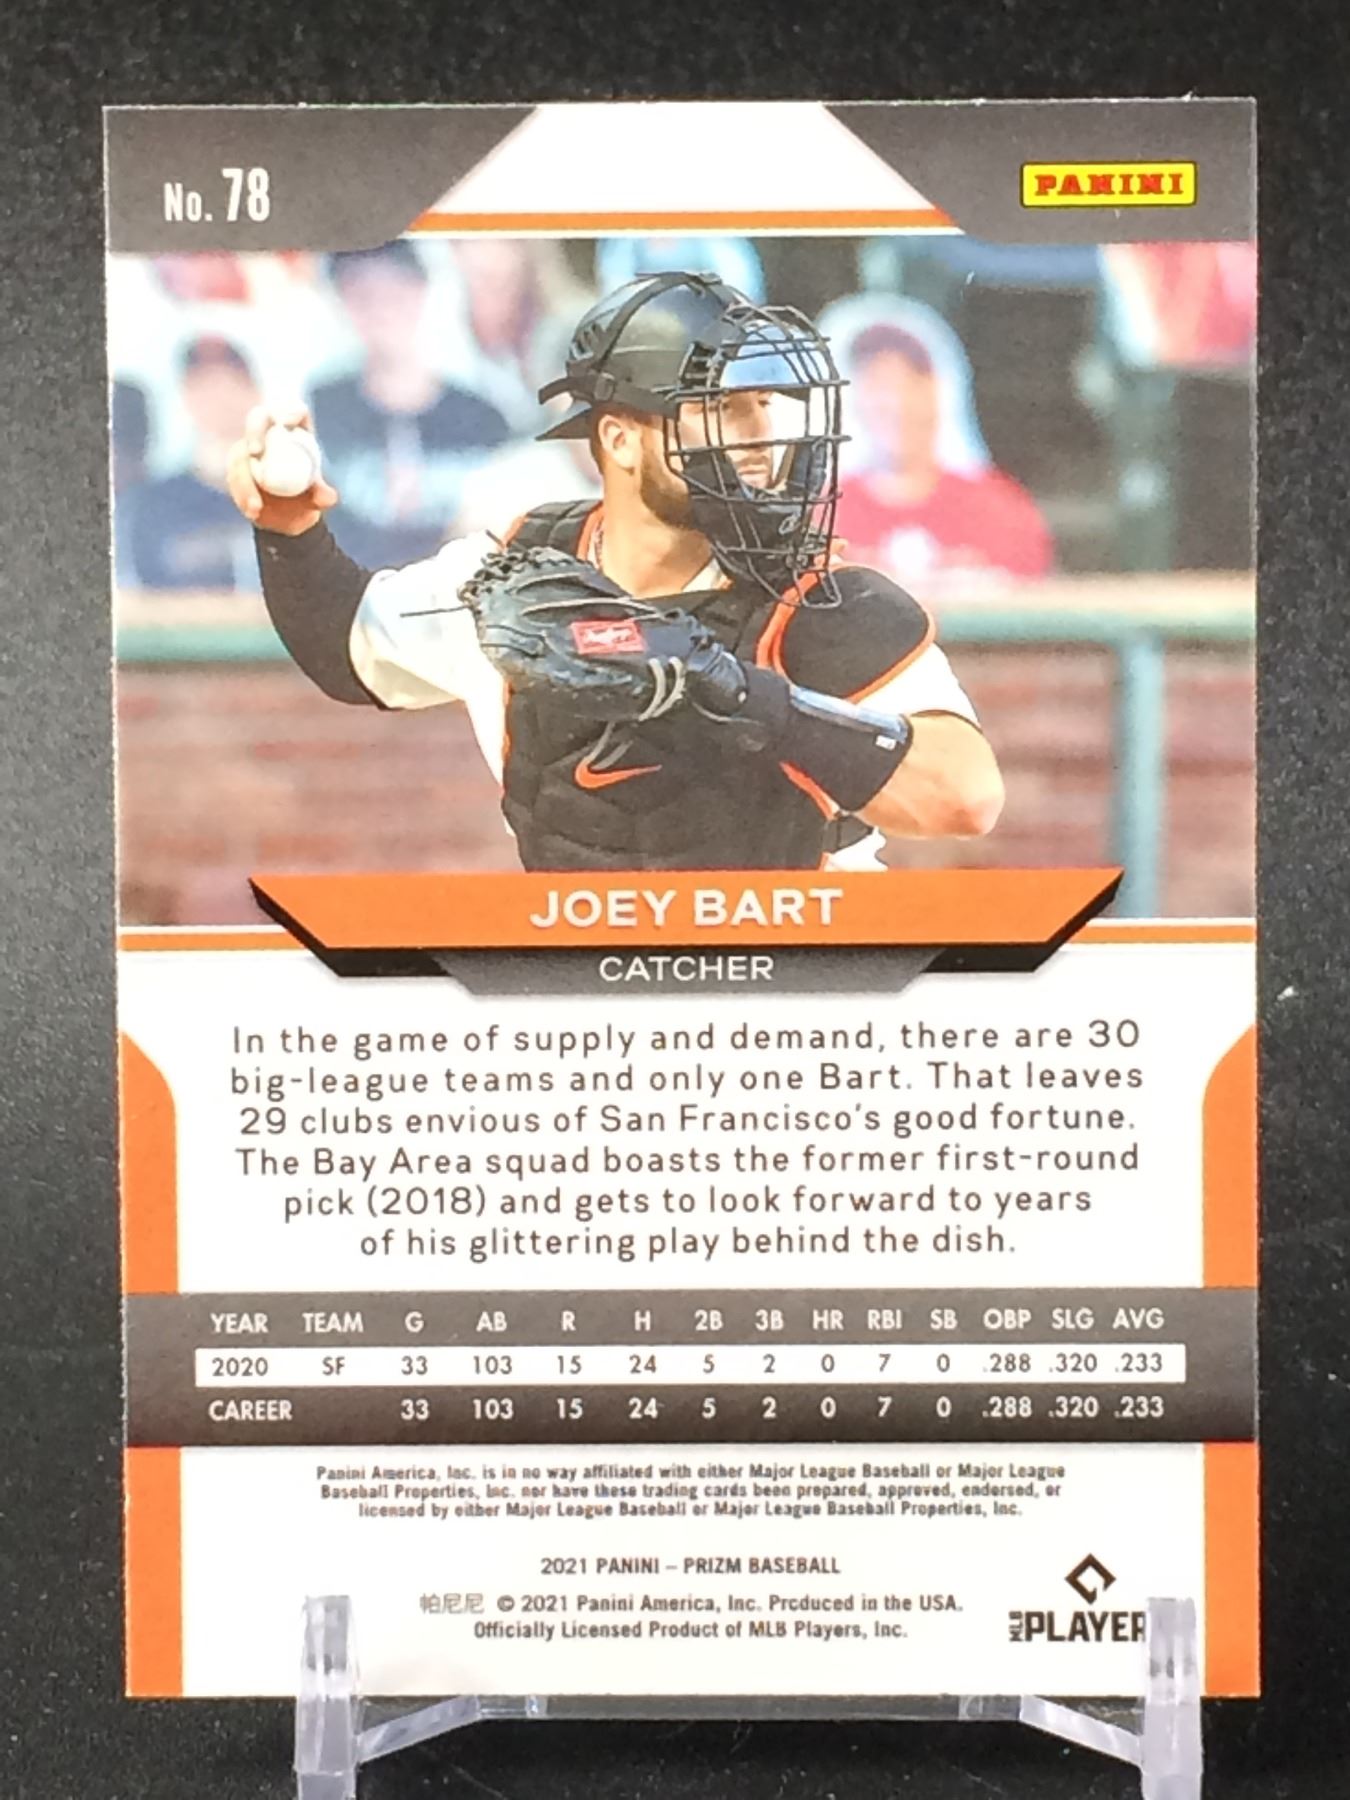 No. 78
PANINI
JOEY BART
CATCHER
In the game of supply and demand, there are 30
big-league teams and only one Bart. That leaves
29 clubs envious of San Francisco's good fortune.
The Bay Area squad boasts the former first-round
pick (2018) and gets to look forward to years
of his glittering play behind the dish.
YEAR TEAM G AB R H 2B 3B HR RBI SB OBP SLG AVG
2020 SF 33 103 15 24 5 2 0 7 0 .288 .320 .233
CAREER 33 103 15 24 5 2 0 7 0 .288 .320 .233
Panini America, Inc. is in no way affiliated with either Major League Baseball or Major League
Baseball Properties, Inc. nor have these trading cards been prepared, approved, endorsed, or
licensed by either Major League Baseball or Major League Baseball Properties, Inc.
2021 PANINI – PRIZM BASEBALL
帕尼尼 © 2021 Panini America, Inc. Produced in the USA.
Officially Licensed Product of MLB Players, Inc.
MLB PLAYER